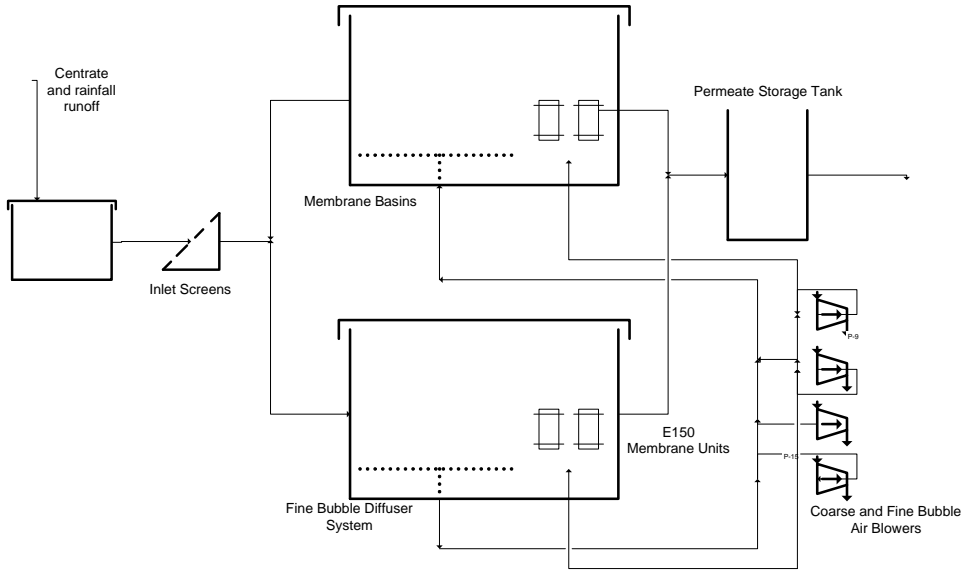 Centrate
and rainfall
runoff
Permeate Storage Tank
Membrane Basins
Inlet Screens
P-9
E150
Membrane Units
P-15
Fine Bubble Diffuser
System
Coarse and Fine Bubble
Air Blowers